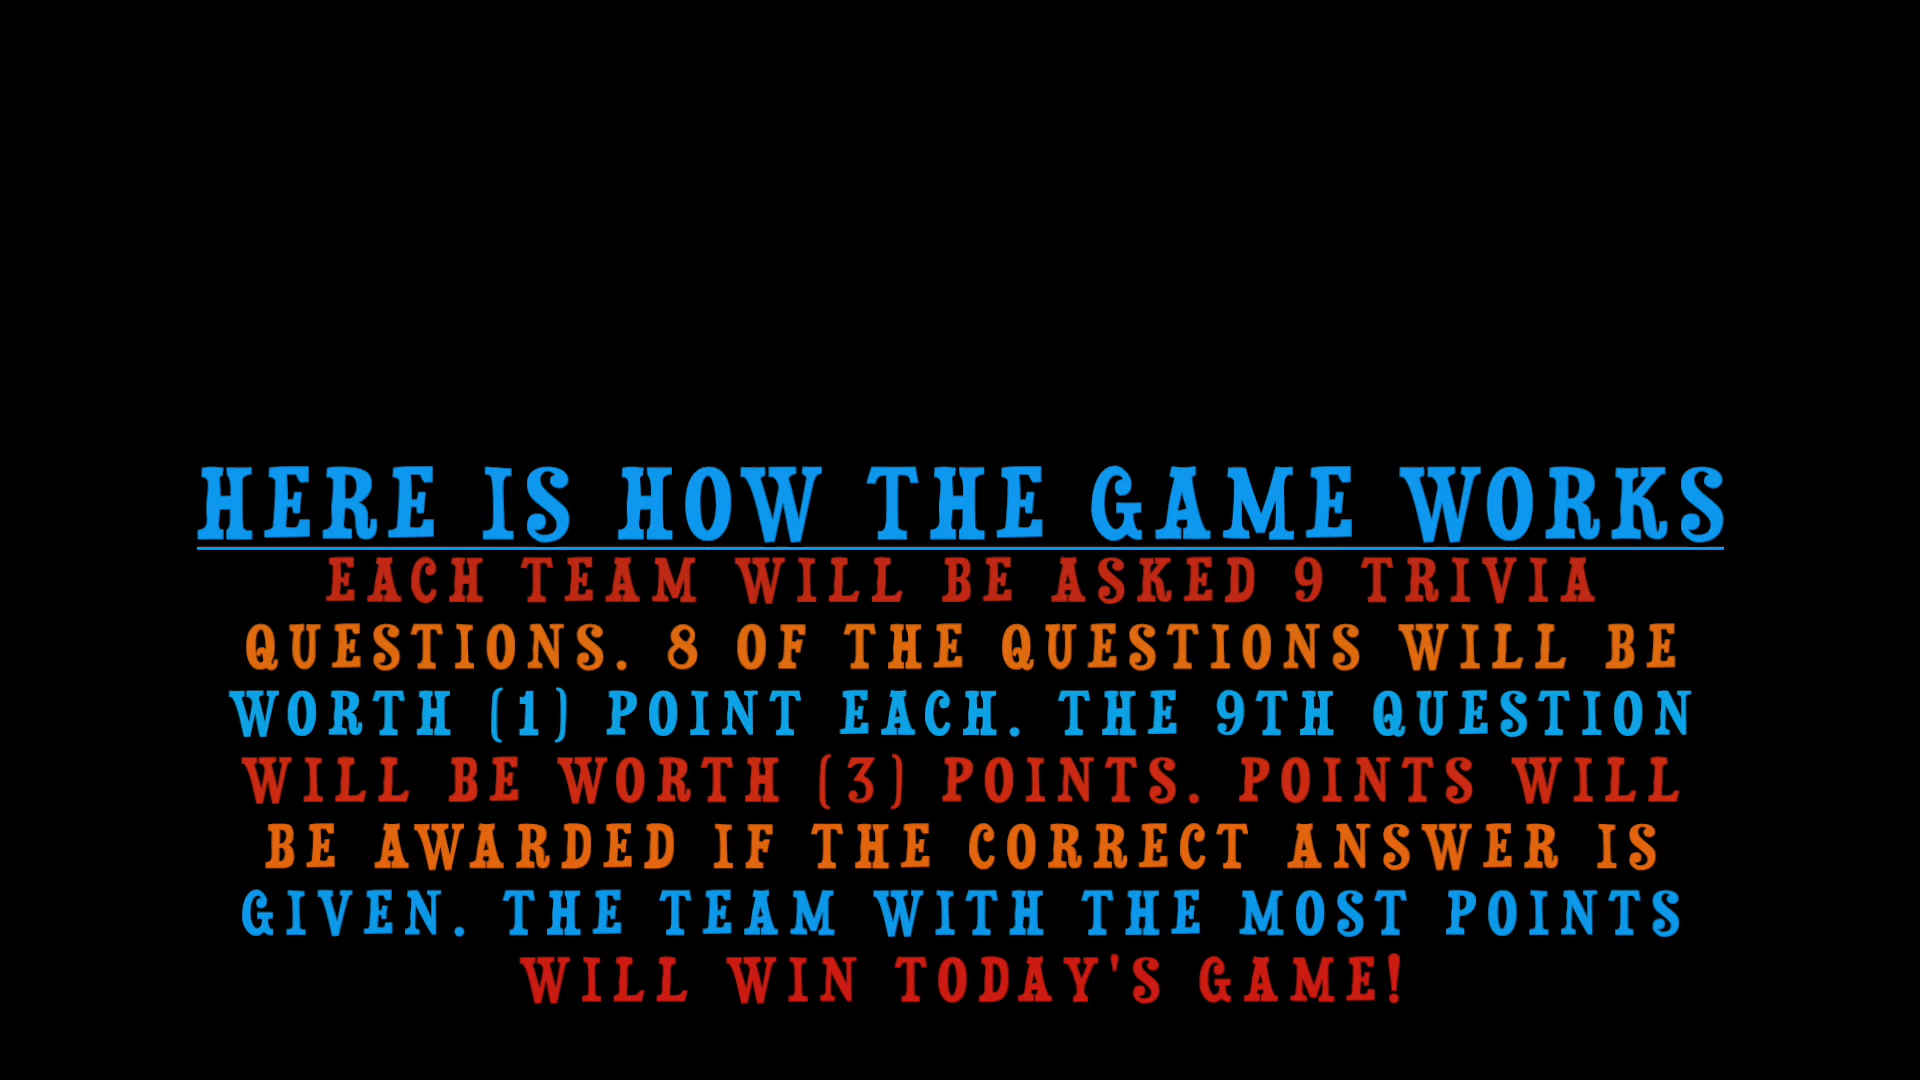 HERE IS HOW THE GAME WORKS
EACH TEAM WILL BE ASKED 9 TRIVIA
QUESTIONS. 8 OF THE QUESTIONS WILL BE
WORTH (1) POINT EACH. THE 9TH QUESTION
WILL BE WORTH (3) POINTS. POINTS WILL
BE AWARDED IF THE CORRECT ANSWER IS
GIVEN. THE TEAM WITH THE MOST POINTS
WILL WIN TODAY'S GAME!